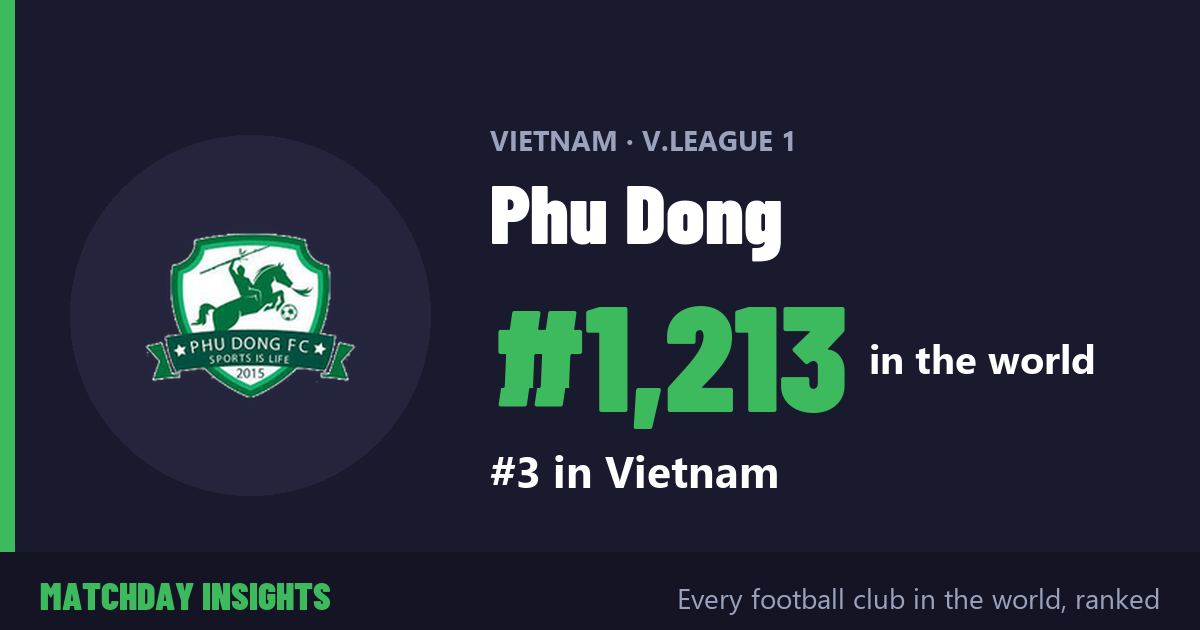 VIETNAM · V.LEAGUE 1
Phu Dong
#1,213 in the world
#3 in Vietnam
PHU DONG FC
SPORTS IS LIFE
2015
MATCHDAY INSIGHTS
Every football club in the world, ranked